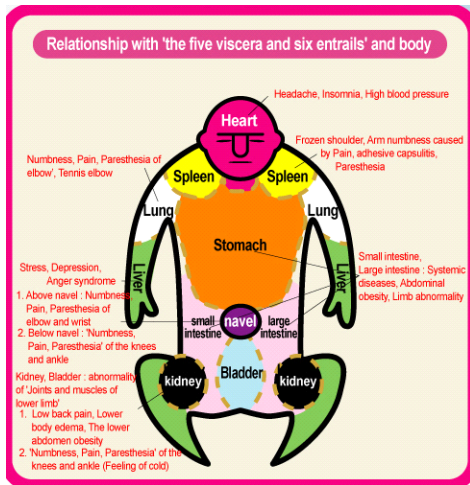 Relationship with 'the five viscera and six entrails' and body
Headache, Insomnia, High blood pressure
Heart
Frozen shoulder, Arm numbness caused
by Pain, adhesive capsulitis,
Paresthesia
Numbness, Pain, Paresthesia of
elbow', Tennis elbow
Spleen
Spleen
Lung
Lung
Stomach
Small intestine,
Large intestine : Systemic
diseases, Abdominal
obesity, Limb abnormality
Liver
Liver
Stress, Depression,
Anger syndrome
1. Above navel : Numbness,
Pain, Paresthesia of
elbow and wrist
2. Below navel : 'Numbness,
Pain, Paresthesia' of the knees
and ankle
small
intestine
navel
large
intestine
Kidney, Bladder : abnormality
of 'Joints and muscles of
lower limb'
1. Low back pain, Lower
body edema, The lower
abdomen obesity
2. 'Numbness, Pain, Paresthesia' of the
knees and ankle (Feeling of cold)
kidney
Bladder
kidney